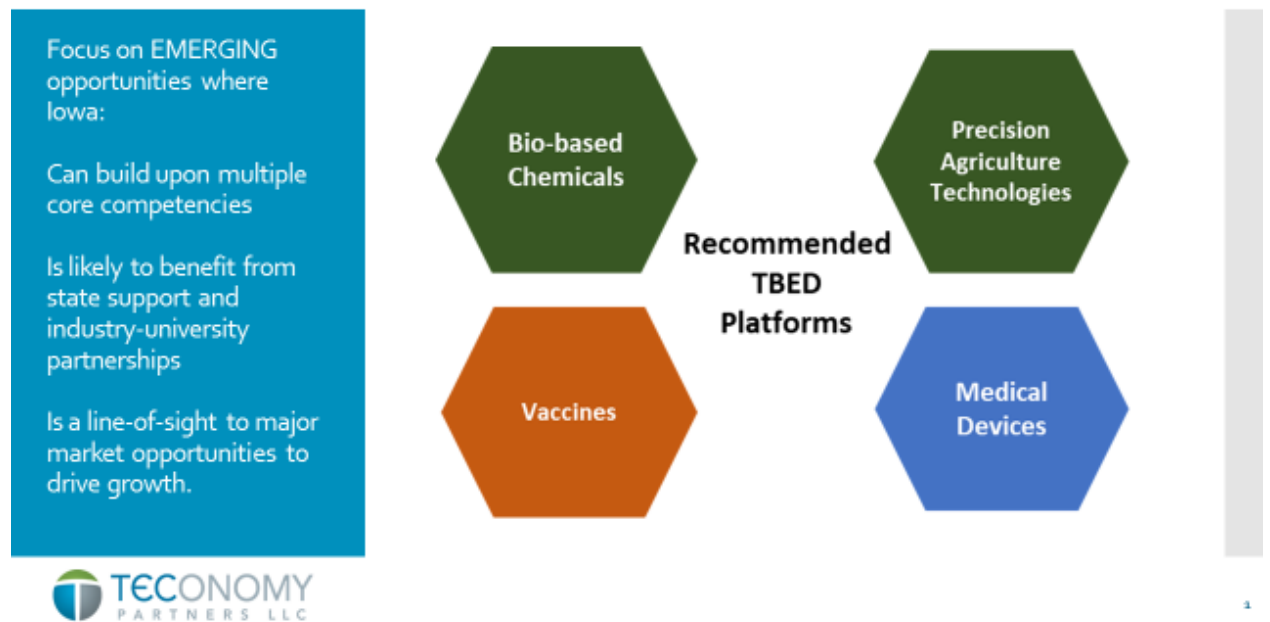 Focus on EMERGING
opportunities where
Iowa:
Can build upon multiple
core competencies
Is likely to benefit from
state support and
industry-university
partnerships
Is a line-of-sight to major
market opportunities to
drive growth.
Bio-based
Chemicals
Precision
Agriculture
Technologies
Recommended
TBED
Platforms
Vaccines
Medical
Devices
TECONOMY
PARTNERS LLC
1